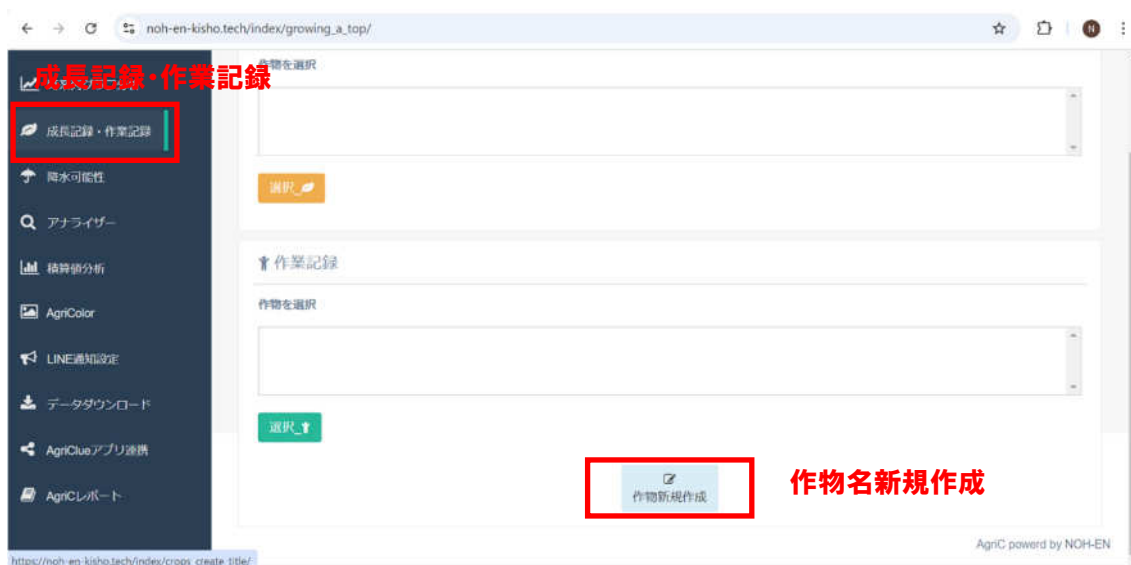 noh-en-kisho.tech/index/growing_a_top/
N
成長記録・作業記録
作物を選択
成長記録・作業記録
降水可能性
選択_
アナライザー
積算値分析
作業記録
作物を選択
AgriColor
LINE通知設定
データダウンロード
選択_
AgriClueアプリ連携
作物新規作成
作物名新規作成
AgriCレポート
AgriC powerd by NOH-EN
https://noh-en-kisho.tech/index/crops_create_title/